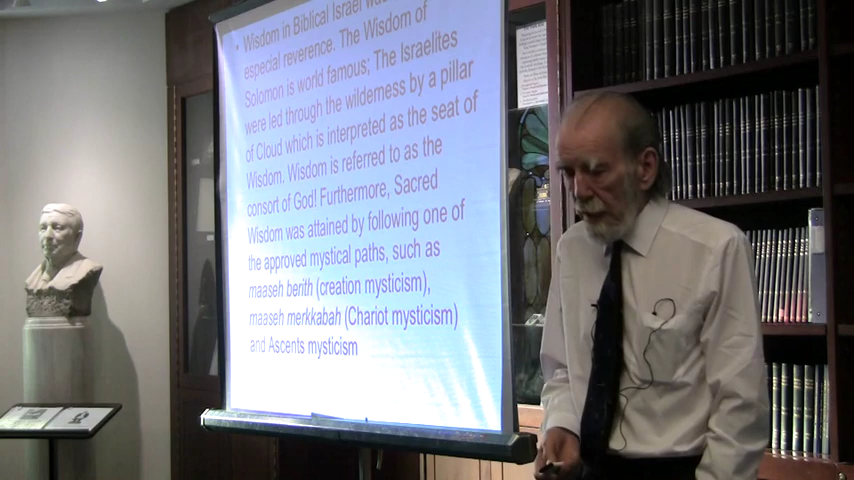 • Wisdom in Biblical Israel was
especial reverence. The Wisdom of
Solomon is world famous; The Israelites
were led through the wilderness by a pillar
of Cloud which is interpreted as the seat of
Wisdom. Wisdom is referred to as the
consort of God! Furthermore, Sacred
Wisdom was attained by following one of
the approved mystical paths, such as
maaseh berith (creation mysticism),
maaseh merkkabah (Chariot mysticism)
and Ascents mysticism